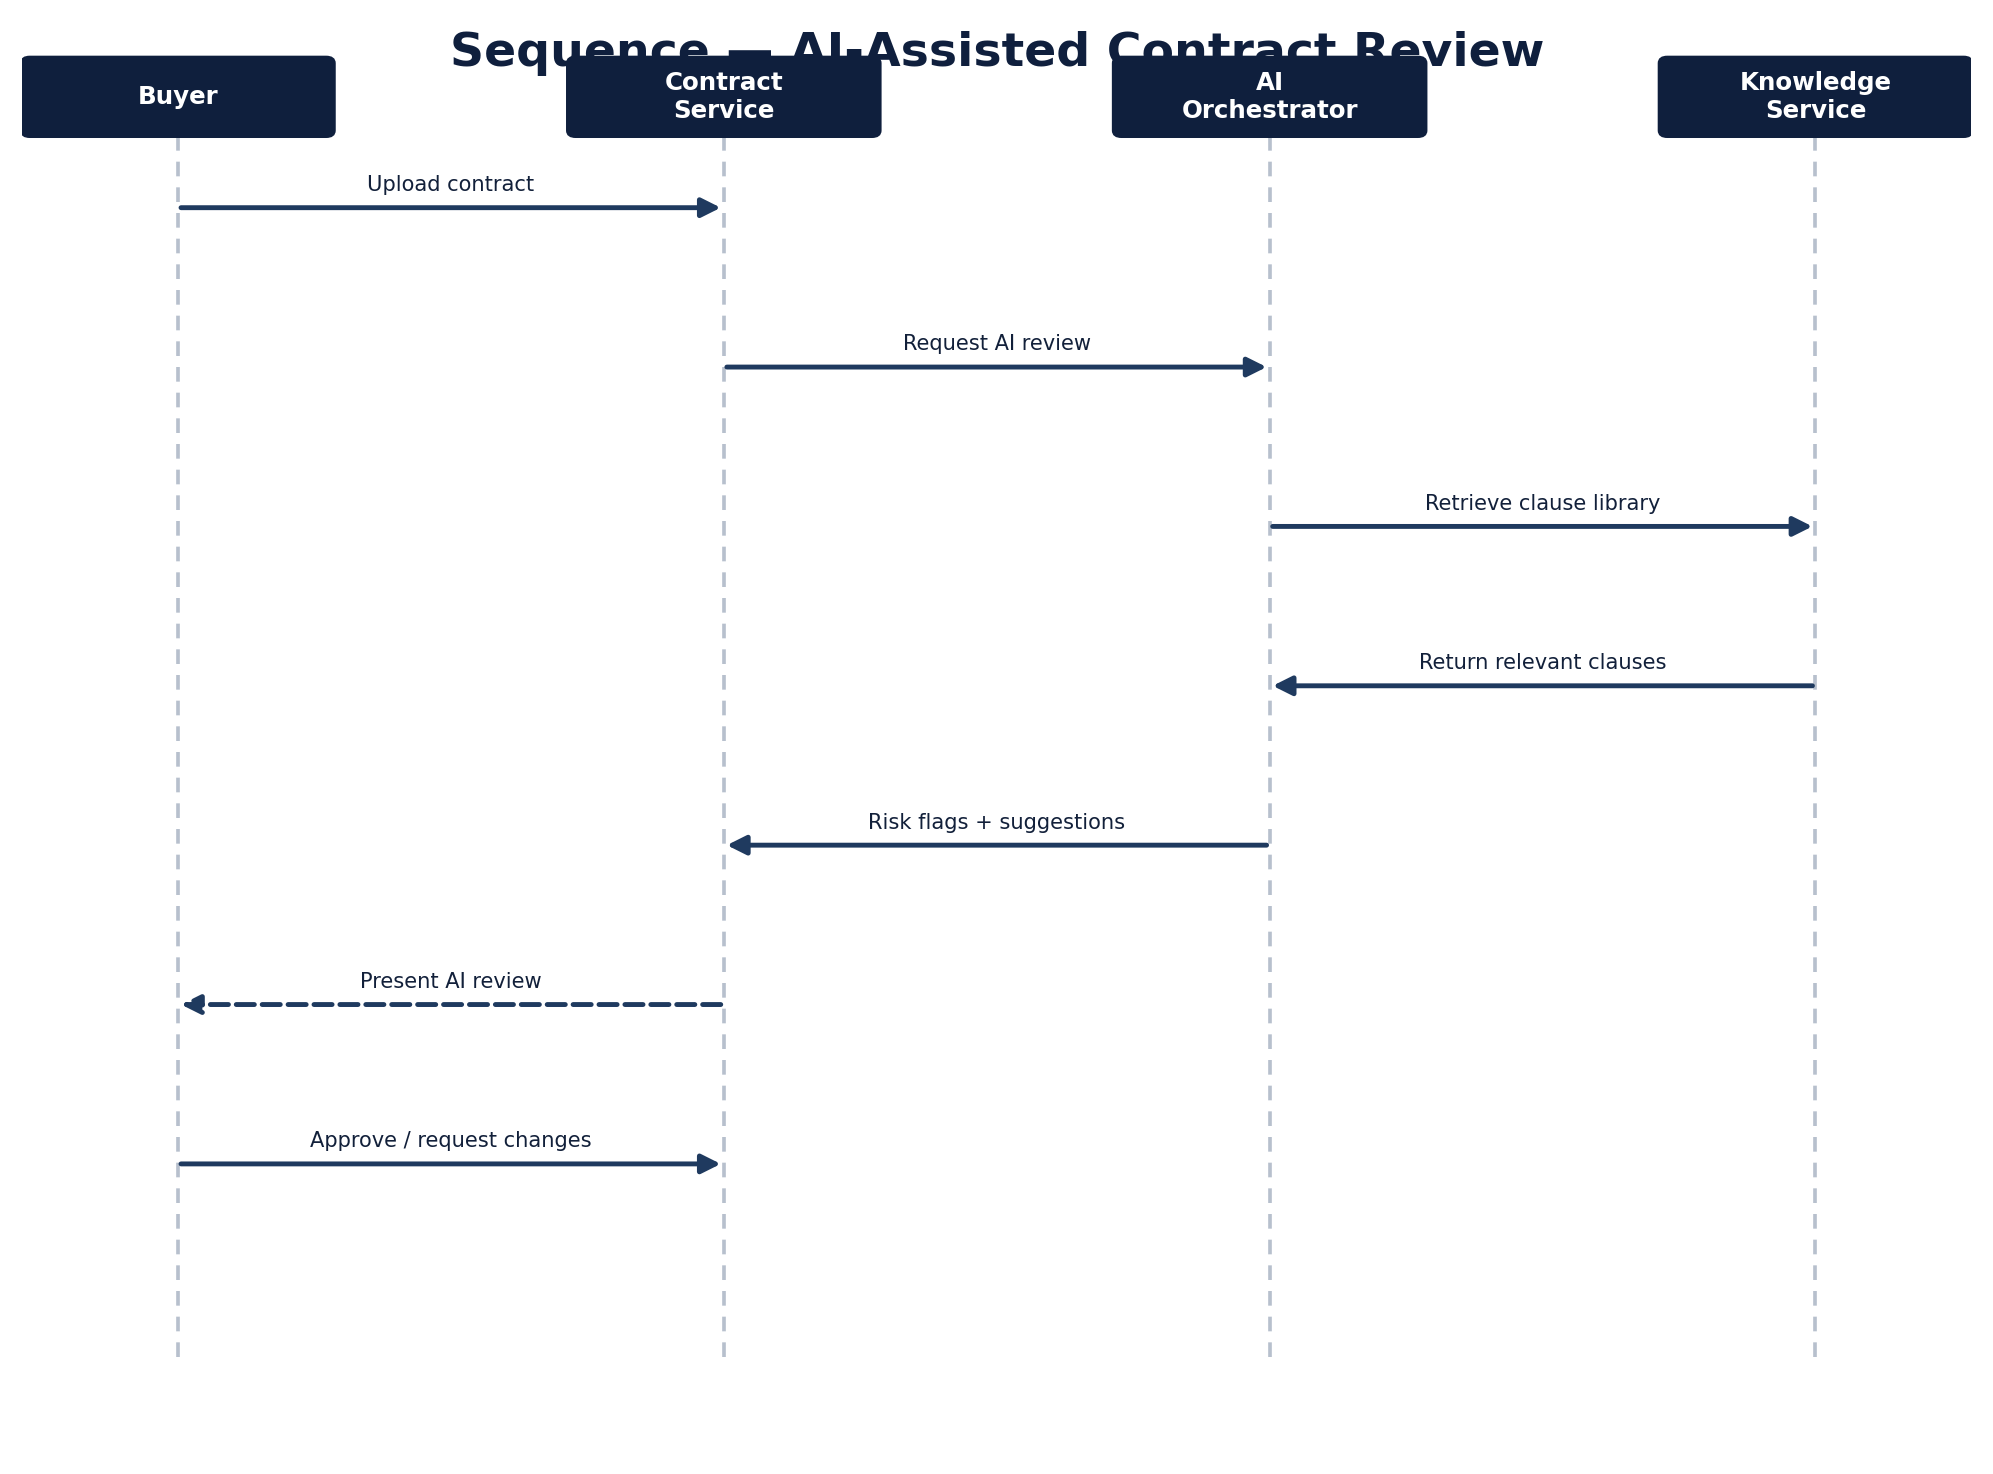 Sequence — AI-Assisted Contract Review
Buyer
Contract
Service
AI
Orchestrator
Knowledge
Service
Upload contract
Request AI review
Retrieve clause library
Return relevant clauses
Risk flags + suggestions
Present AI review
Approve / request changes